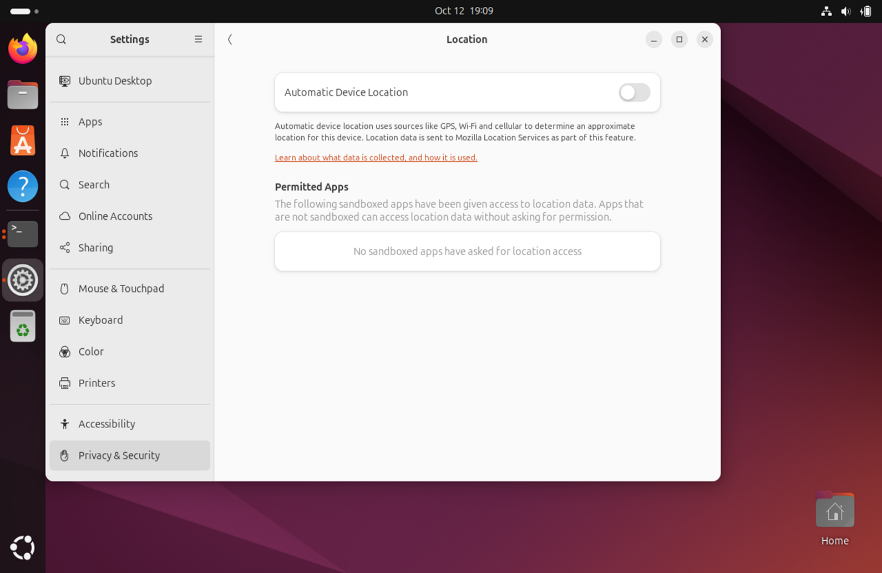 Oct 12 19:09
Settings
Location
Ubuntu Desktop
Apps
Notifications
Search
Online Accounts
Sharing
Mouse & Touchpad
Keyboard
Color
Printers
Accessibility
Privacy & Security
Automatic Device Location
Automatic device location uses sources like GPS, Wi-Fi and cellular to determine an approximate
location for this device. Location data is sent to Mozilla Location Services as part of this feature.
Learn about what data is collected, and how it is used.
Permitted Apps
The following sandboxed apps have been given access to location data. Apps that
are not sandboxed can access location data without asking for permission.
No sandboxed apps have asked for location access
Home